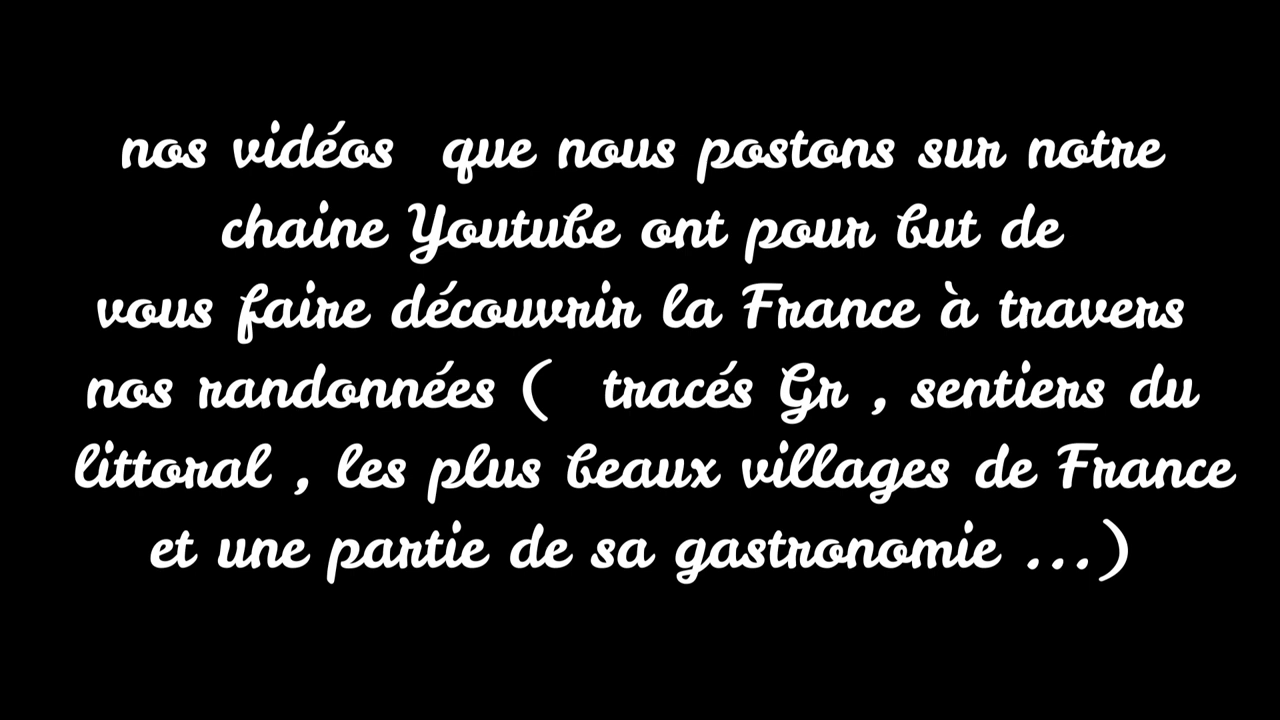 nos vidéos  que nous postons sur notre
chaine Youtube ont pour but de
vous faire découvrir la France à travers
nos randonnées (  tracés Gr , sentiers du
littoral , les plus beaux villages de France
et une partie de sa gastronomie ...)